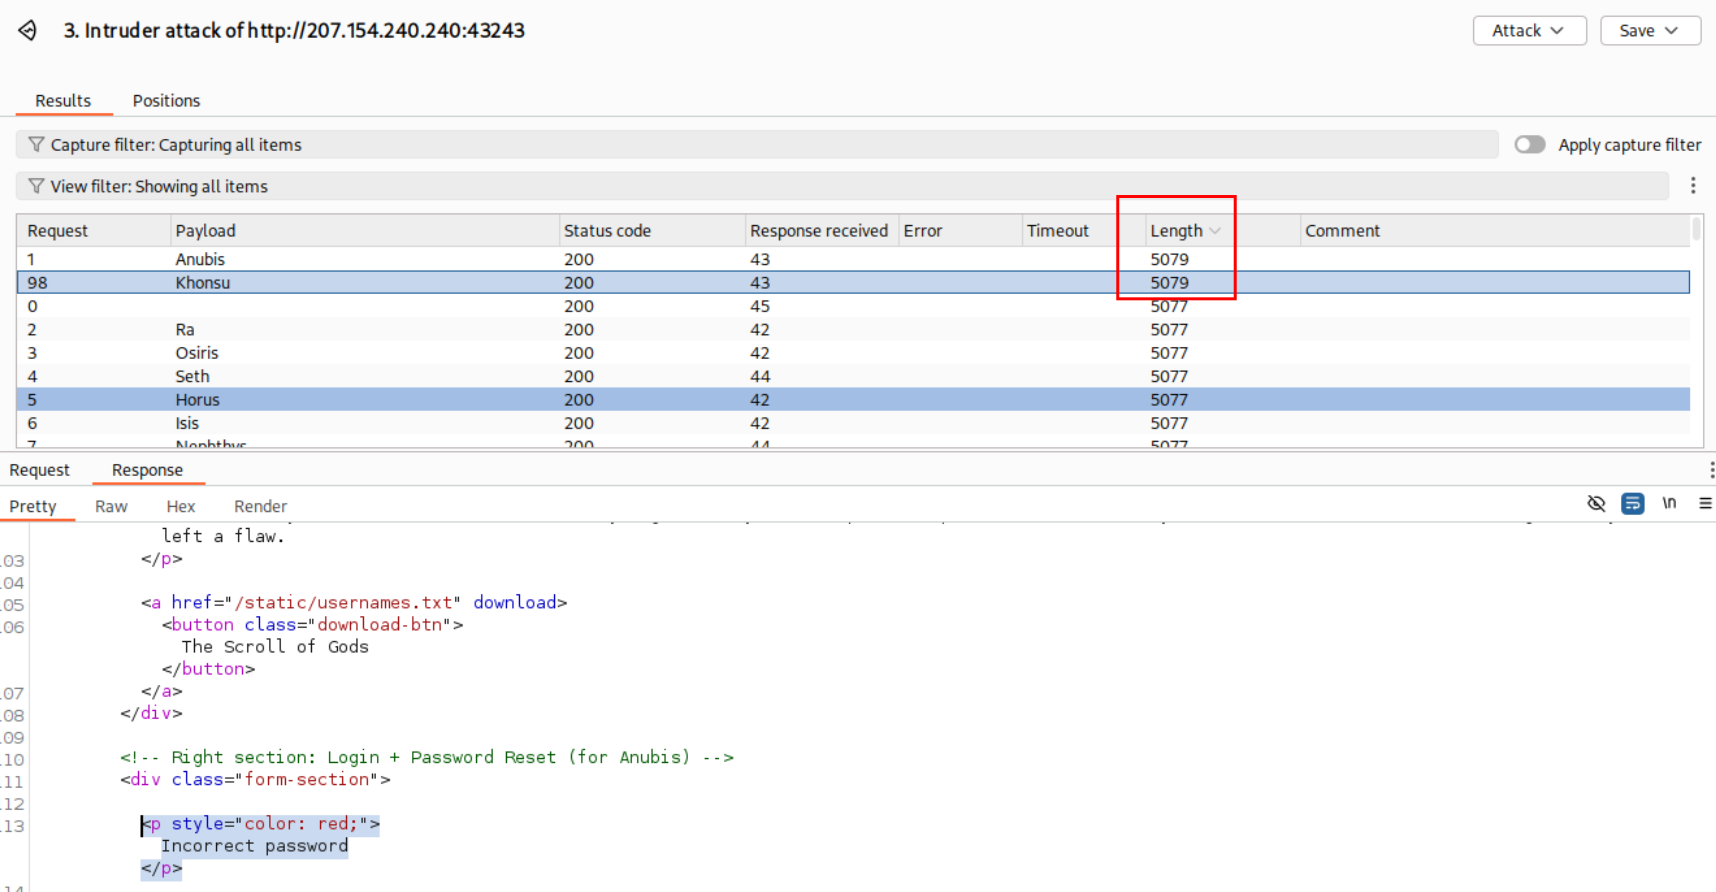 3. Intruder attack of http://207.154.240.240:43243
Attack
Save
Results Positions
Capture filter: Capturing all items
Apply capture filter
View filter: Showing all items
Request Payload Status code Response received Error Timeout Length Comment
1 Anubis 200 43 5079
98 Khonsu 200 43 5079
0 200 45 5077
2 Ra 200 42 5077
3 Osiris 200 42 5077
4 Seth 200 44 5077
5 Horus 200 42 5077
6 Isis 200 42 5077
7 Nephthys 200 44 5077
Request Response
Pretty Raw Hex Render
\n
left a flaw.
03 </p>
04
05 <a href="/static/usernames.txt" download>
06 <button class="download-btn">
The Scroll of Gods
</button>
07 </a>
08 </div>
09
10 <!-- Right section: Login + Password Reset (for Anubis) -->
11 <div class="form-section">
12
13 <p style="color: red;">
Incorrect password
</p>
14